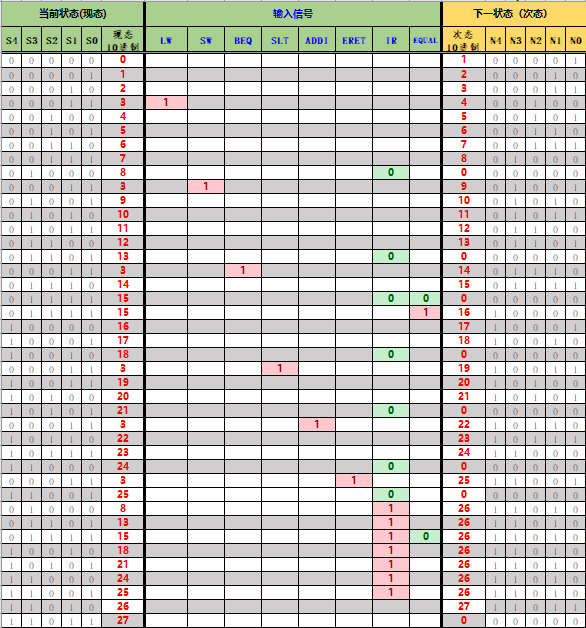 当前状态(现态) 输入信号 下一状态（次态）
S4 S3 S2 S1 S0 现态 10进制 LW SW BEQ SLT ADDI ERET IR EQUAL 次态 10进制 N4 N3 N2 N1 N0
0 0 0 0 0 0 1 0 0 0 0 1
0 0 0 0 1 1 2 0 0 0 1 0
0 0 0 1 0 2 3 0 0 0 1 1
0 0 0 1 1 3 1 4 0 0 1 0 0
0 0 1 0 0 4 5 0 0 1 0 1
0 0 1 0 1 5 6 0 0 1 1 0
0 0 1 1 0 6 7 0 0 1 1 1
0 0 1 1 1 7 8 0 1 0 0 0
0 1 0 0 0 8 0 0 0 0 0 0 0
0 0 0 1 1 3 1 9 0 1 0 0 1
0 1 0 0 1 9 10 0 1 0 1 0
0 1 0 1 0 10 11 0 1 0 1 1
0 1 0 1 1 11 12 0 1 1 0 0
0 1 1 0 0 12 13 0 1 1 0 1
0 1 1 0 1 13 0 0 0 0 0 0 0
0 0 0 1 1 3 1 14 0 1 1 1 0
0 1 1 1 0 14 15 0 1 1 1 1
0 1 1 1 1 15 0 0 0 0 0 0 0 0
0 1 1 1 1 15 1 16 1 0 0 0 0
1 0 0 0 0 16 17 1 0 0 0 1
1 0 0 0 1 17 18 1 0 0 1 0
1 0 0 1 0 18 0 0 0 0 0 0 0
0 0 0 1 1 3 1 19 1 0 0 1 1
1 0 0 1 1 19 20 1 0 1 0 0
1 0 1 0 0 20 21 1 0 1 0 1
1 0 1 0 1 21 0 0 0 0 0 0 0
0 0 0 1 1 3 1 22 1 0 1 1 0
1 0 1 1 0 22 23 1 0 1 1 1
1 0 1 1 1 23 24 1 1 0 0 0
1 1 0 0 0 24 0 0 0 0 0 0 0
0 0 0 1 1 3 1 25 1 1 0 0 1
1 1 0 0 1 25 0 0 0 0 0 0 0
0 1 0 0 0 8 1 26 1 1 0 1 0
0 1 1 0 1 13 1 26 1 1 0 1 0
0 1 1 1 1 15 1 0 26 1 1 0 1 0
1 0 0 1 0 18 1 26 1 1 0 1 0
1 0 1 0 1 21 1 26 1 1 0 1 0
1 1 0 0 0 24 1 26 1 1 0 1 0
1 1 0 0 1 25 1 26 1 1 0 1 0
1 1 0 1 0 26 27 1 1 0 1 1
1 1 0 1 1 27 0 0 0 0 0 0